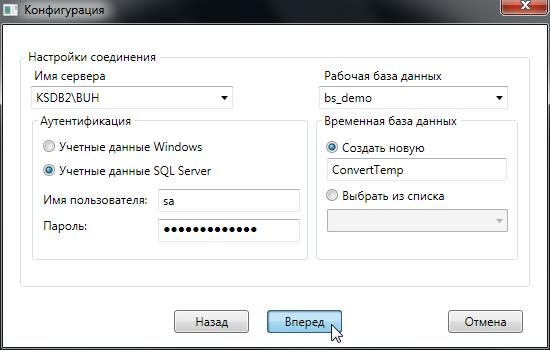 Конфигурация
Настройки соединения
Имя сервера
Рабочая база данных
KSDB2\BUH
bs_demo
Аутентификация
Временная база данных
Учетные данные Windows
Создать новую
Учетные данные SQL Server
ConvertTemp
Имя пользователя: sa
Выбрать из списка
Пароль: ●●●●●●●●●●●●●
Назад
Вперед
Отмена